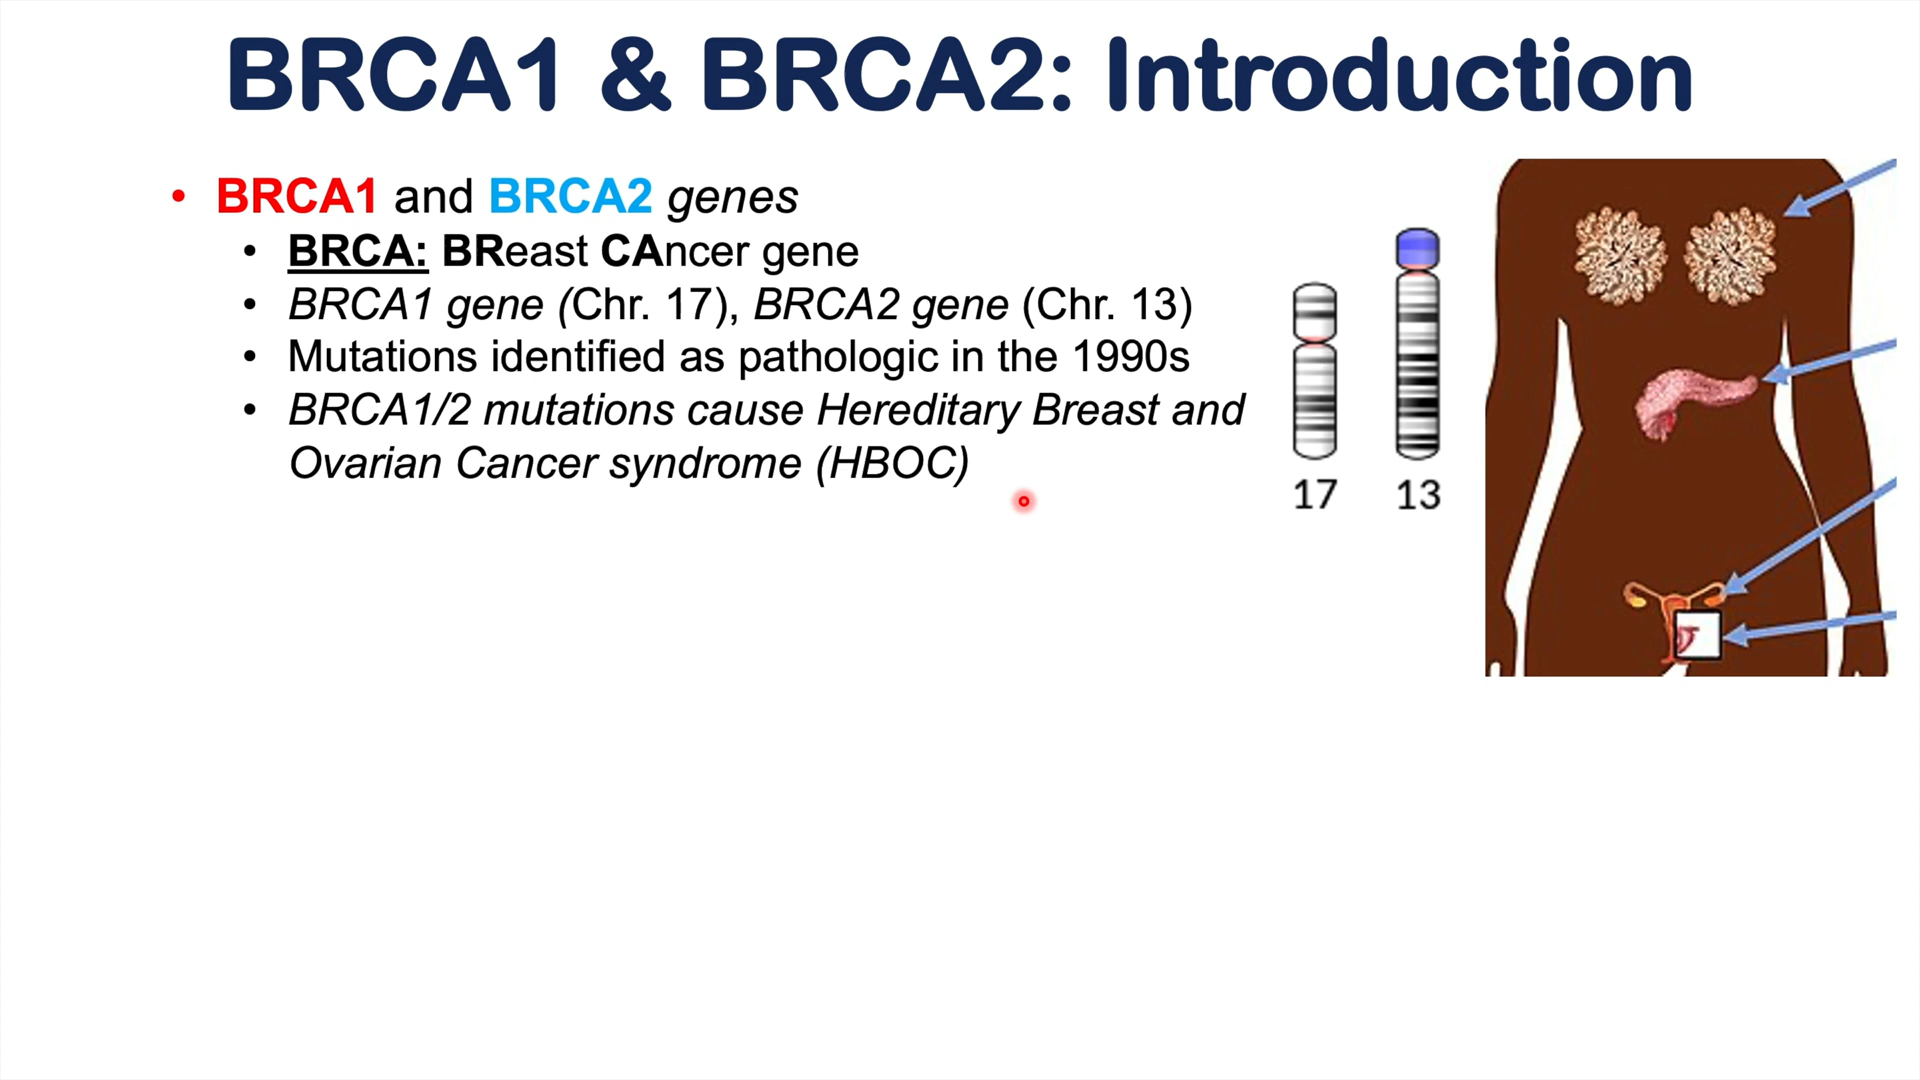 BRCA1 & BRCA2: Introduction
• BRCA1 and BRCA2 genes
• BRCA: BReast CAncer gene
• BRCA1 gene (Chr. 17), BRCA2 gene (Chr. 13)
• Mutations identified as pathologic in the 1990s
• BRCA1/2 mutations cause Hereditary Breast and
Ovarian Cancer syndrome (HBOC)
17 13